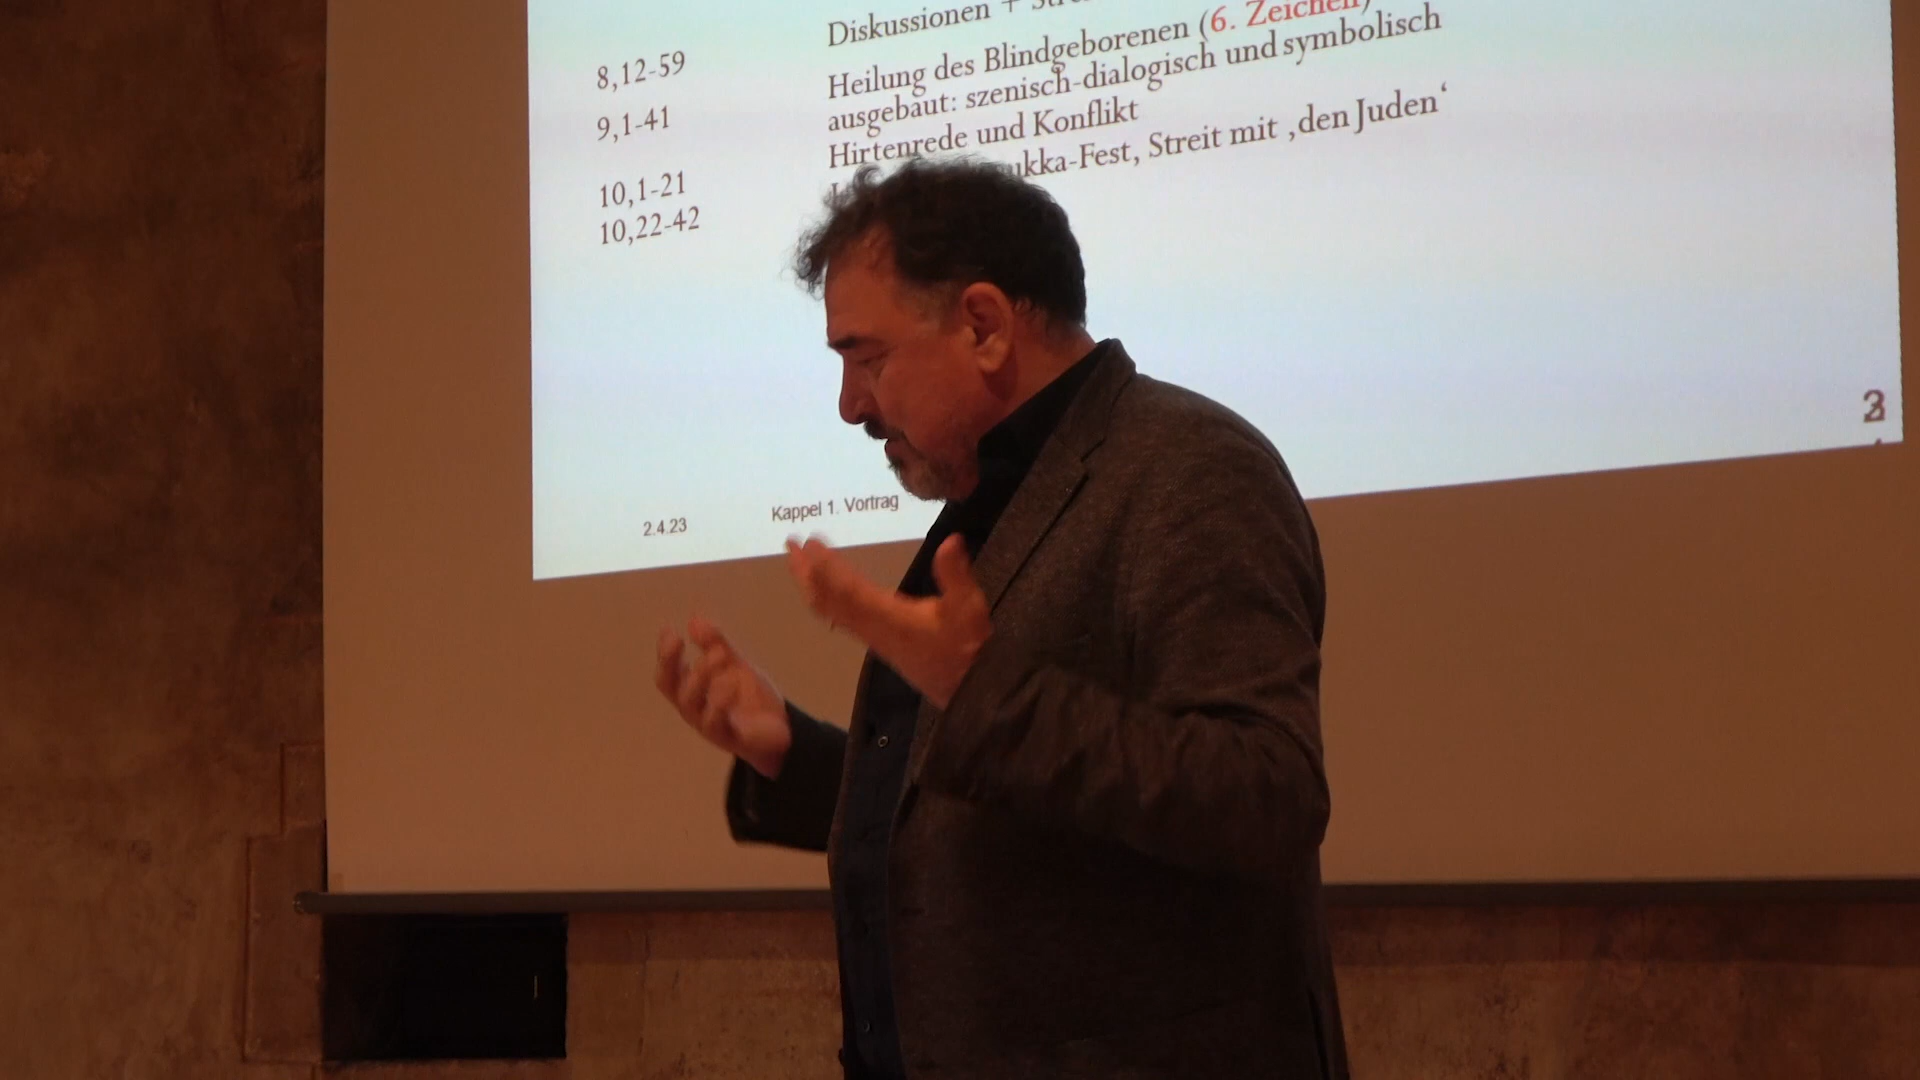 Diskussionen +
8,12-59
Heilung des Blindgeborenen (6. Zeichen)
9,1-41
ausgebaut: szenisch-dialogisch und symbolisch
Hirtenrede und Konflikt
10,1-21
ukka-Fest, Streit mit ‚den Juden‘
10,22-42
2.4.23
Kappel 1. Vortrag